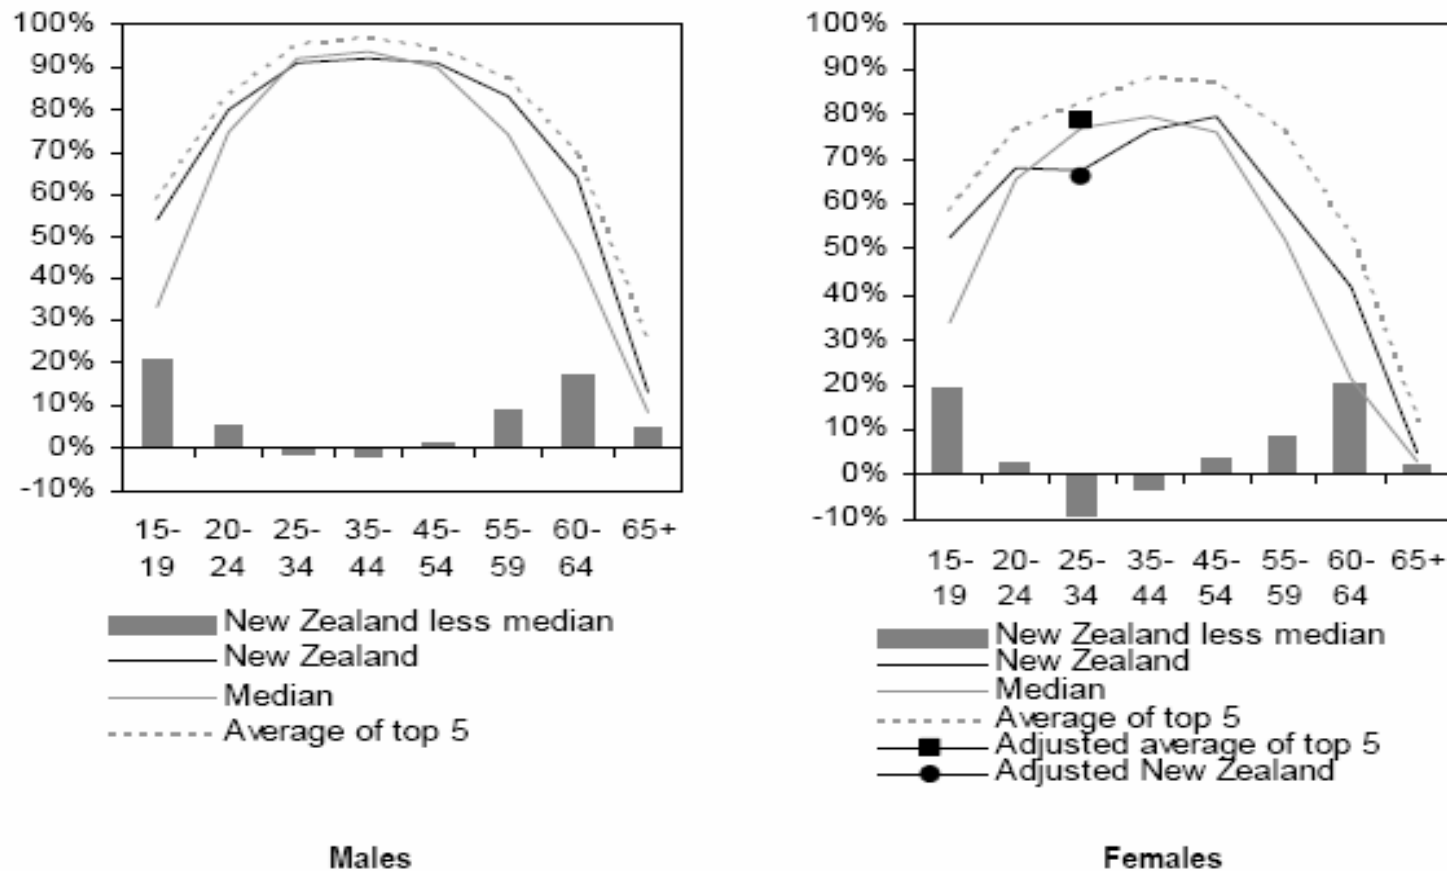 100%
90%
80%
70%
60%
50%
40%
30%
20%
10%
0%
-10%
15- 20- 25- 35- 45- 55- 60- 65+
19 24 34 44 54 59 64
New Zealand less median
New Zealand
Median
Average of top 5
Males
100%
90%
80%
70%
60%
50%
40%
30%
20%
10%
0%
-10%
15- 20- 25- 35- 45- 55- 60- 65+
19 24 34 44 54 59 64
New Zealand less median
New Zealand
Median
Average of top 5
Adjusted average of top 5
Adjusted New Zealand
Females